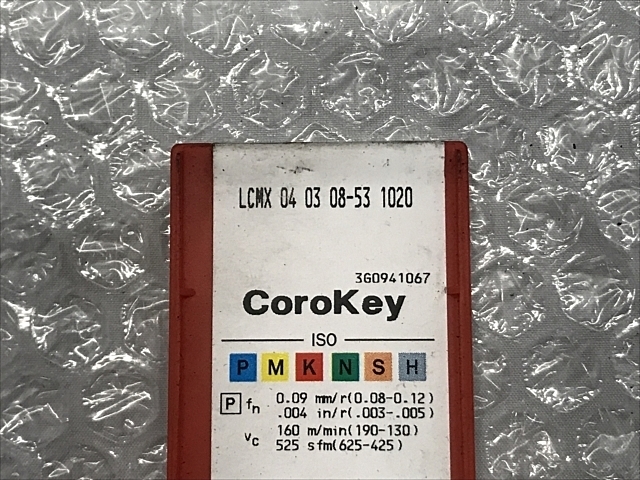 LCMX 04 03 08-53 1020
3G0941067
CoroKey
ISO
P M K N S H
P fn 0.09 mm/r(0.08-0.12)
.004 in/r(.003-.005)
vc 160 m/min(190-130)
525 sfm(625-425)